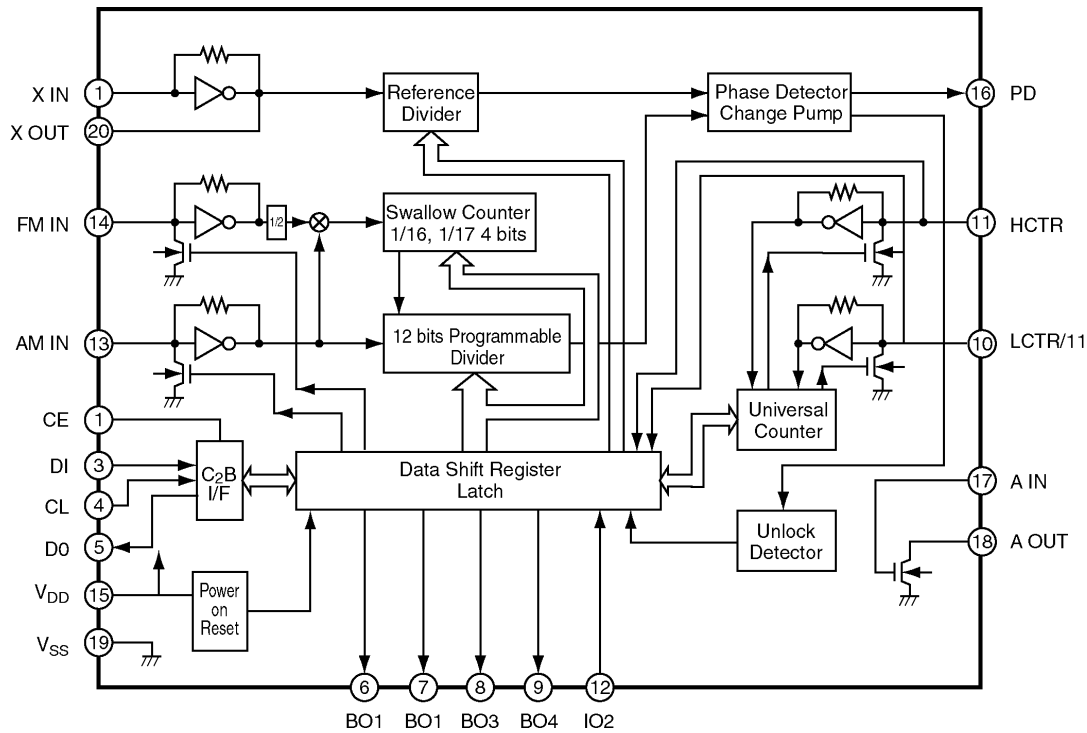 X IN 1
Reference
Divider
Phase Detector
Change Pump
16 PD
X OUT 20
FM IN 14
1/2
Swallow Counter
1/16, 1/17 4 bits
11 HCTR
AM IN 13
12 bits Programmable
Divider
10 LCTR/11
CE 1
Universal
Counter
DI 3
C2B
I/F
Data Shift Register
Latch
CL 4
17 A IN
D0 5
Unlock
Detector
18 A OUT
VDD 15
Power
on
Reset
VSS 19
6 7 8 9 12
BO1 BO1 BO3 BO4 IO2